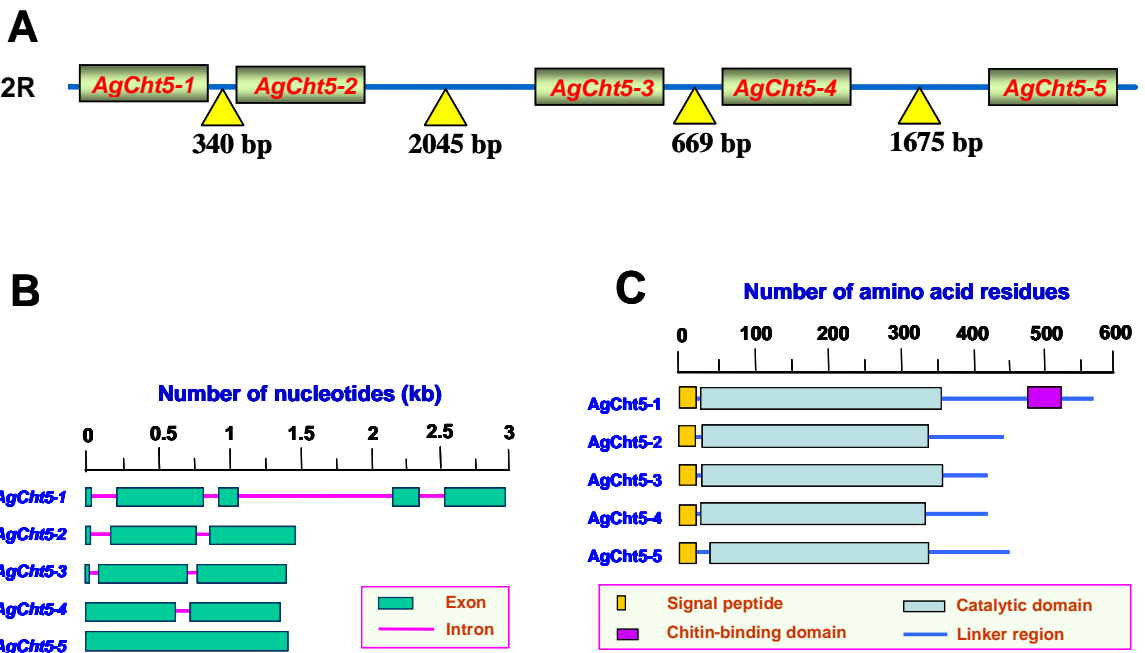 A
2R
AgCht5-1 AgCht5-2 AgCht5-3 AgCht5-4 AgCht5-5
340 bp 2045 bp 669 bp 1675 bp
B
Number of nucleotides (kb)
0 0.5 1 1.5 2 2.5 3
AgCht5-1
AgCht5-2
AgCht5-3
AgCht5-4
AgCht5-5
Exon
Intron
C
Number of amino acid residues
0 100 200 300 400 500 600
AgCht5-1
AgCht5-2
AgCht5-3
AgCht5-4
AgCht5-5
Signal peptide
Catalytic domain
Chitin-binding domain
Linker region